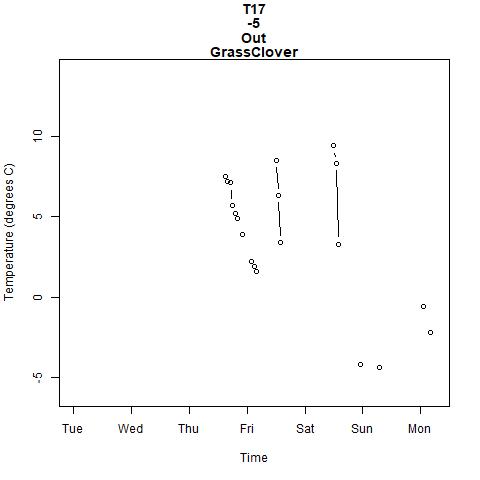 T17
-5
Out
GrassClover
Temperature (degrees C)
10
5
0
-5
Tue Wed Thu Fri Sat Sun Mon
Time